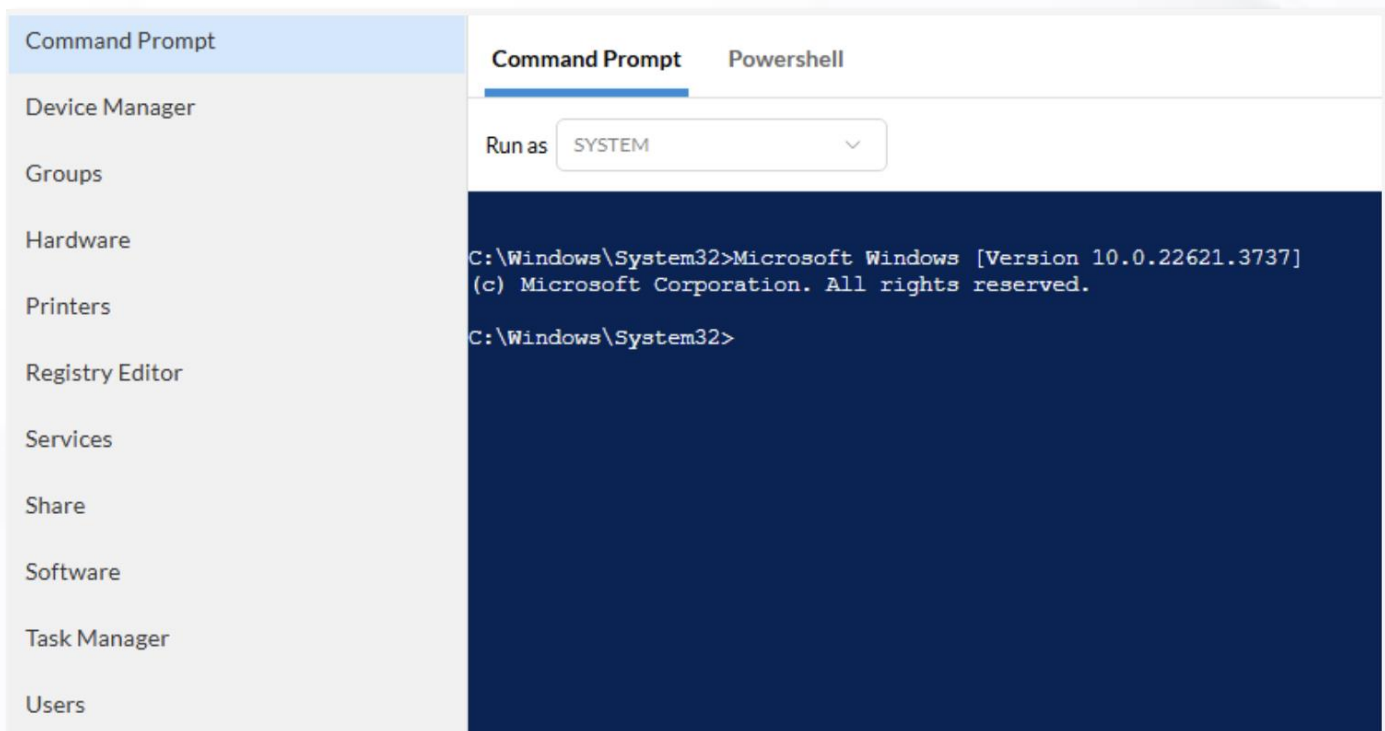 Command Prompt
Device Manager
Groups
Hardware
Printers
Registry Editor
Services
Share
Software
Task Manager
Users
Command Prompt Powershell
Run as SYSTEM
C:\Windows\System32>Microsoft Windows [Version 10.0.22621.3737]
(c) Microsoft Corporation. All rights reserved.
C:\Windows\System32>